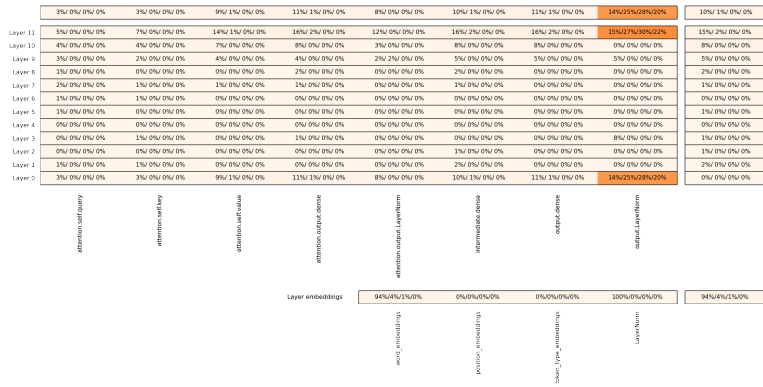 3%/ 0%/ 0%/ 0% 3%/ 0%/ 0%/ 0% 9%/ 1%/ 0%/ 0% 11%/ 1%/ 0%/ 0% 8%/ 0%/ 0%/ 0% 10%/ 1%/ 0%/ 0% 11%/ 1%/ 0%/ 0% 14%/25%/28%/20% 10%/ 1%/ 0%/ 0%
Layer 11 5%/ 0%/ 0%/ 0% 7%/ 0%/ 0%/ 0% 14%/ 1%/ 0%/ 0% 16%/ 2%/ 0%/ 0% 12%/ 0%/ 0%/ 0% 16%/ 2%/ 0%/ 0% 16%/ 2%/ 0%/ 0% 15%/27%/30%/22% 15%/ 2%/ 0%/ 0%
Layer 10 4%/ 0%/ 0%/ 0% 4%/ 0%/ 0%/ 0% 7%/ 0%/ 0%/ 0% 8%/ 0%/ 0%/ 0% 3%/ 0%/ 0%/ 0% 8%/ 0%/ 0%/ 0% 8%/ 0%/ 0%/ 0% 0%/ 0%/ 0%/ 0% 8%/ 0%/ 0%/ 0%
Layer 9 3%/ 0%/ 0%/ 0% 2%/ 0%/ 0%/ 0% 4%/ 0%/ 0%/ 0% 4%/ 0%/ 0%/ 0% 2%/ 2%/ 0%/ 0% 5%/ 0%/ 0%/ 0% 5%/ 0%/ 0%/ 0% 5%/ 0%/ 0%/ 0% 5%/ 0%/ 0%/ 0%
Layer 8 1%/ 0%/ 0%/ 0% 0%/ 0%/ 0%/ 0% 0%/ 0%/ 0%/ 0% 2%/ 0%/ 0%/ 0% 0%/ 0%/ 0%/ 0% 2%/ 0%/ 0%/ 0% 0%/ 0%/ 0%/ 0% 0%/ 0%/ 0%/ 0% 2%/ 0%/ 0%/ 0%
Layer 7 2%/ 0%/ 0%/ 0% 1%/ 0%/ 0%/ 0% 1%/ 0%/ 0%/ 0% 1%/ 0%/ 0%/ 0% 0%/ 0%/ 0%/ 0% 2%/ 0%/ 0%/ 0% 0%/ 0%/ 0%/ 0% 0%/ 0%/ 0%/ 0% 1%/ 0%/ 0%/ 0%
Layer 6 1%/ 0%/ 0%/ 0% 1%/ 0%/ 0%/ 0% 0%/ 0%/ 0%/ 0% 0%/ 0%/ 0%/ 0% 0%/ 0%/ 0%/ 0% 0%/ 0%/ 0%/ 0% 0%/ 0%/ 0%/ 0% 0%/ 0%/ 0%/ 0% 1%/ 0%/ 0%/ 0%
Layer 5 1%/ 0%/ 0%/ 0% 0%/ 0%/ 0%/ 0% 0%/ 0%/ 0%/ 0% 0%/ 0%/ 0%/ 0% 0%/ 0%/ 0%/ 0% 0%/ 0%/ 0%/ 0% 0%/ 0%/ 0%/ 0% 0%/ 0%/ 0%/ 0% 1%/ 0%/ 0%/ 0%
Layer 4 0%/ 0%/ 0%/ 0% 0%/ 0%/ 0%/ 0% 0%/ 0%/ 0%/ 0% 0%/ 0%/ 0%/ 0% 0%/ 0%/ 0%/ 0% 0%/ 0%/ 0%/ 0% 0%/ 0%/ 0%/ 0% 0%/ 0%/ 0%/ 0% 0%/ 0%/ 0%/ 0%
Layer 3 0%/ 0%/ 0%/ 0% 1%/ 0%/ 0%/ 0% 0%/ 0%/ 0%/ 0% 1%/ 0%/ 0%/ 0% 0%/ 0%/ 0%/ 0% 0%/ 0%/ 0%/ 0% 0%/ 0%/ 0%/ 0% 8%/ 0%/ 0%/ 0% 1%/ 0%/ 0%/ 0%
Layer 2 0%/ 0%/ 0%/ 0% 0%/ 0%/ 0%/ 0% 0%/ 0%/ 0%/ 0% 0%/ 0%/ 0%/ 0% 0%/ 0%/ 0%/ 0% 1%/ 0%/ 0%/ 0% 0%/ 0%/ 0%/ 0% 0%/ 0%/ 0%/ 0% 1%/ 0%/ 0%/ 0%
Layer 1 1%/ 0%/ 0%/ 0% 1%/ 0%/ 0%/ 0% 0%/ 0%/ 0%/ 0% 0%/ 0%/ 0%/ 0% 0%/ 0%/ 0%/ 0% 2%/ 0%/ 0%/ 0% 0%/ 0%/ 0%/ 0% 0%/ 0%/ 0%/ 0% 2%/ 0%/ 0%/ 0%
Layer 0 3%/ 0%/ 0%/ 0% 3%/ 0%/ 0%/ 0% 9%/ 1%/ 0%/ 0% 11%/ 1%/ 0%/ 0% 8%/ 0%/ 0%/ 0% 10%/ 1%/ 0%/ 0% 11%/ 1%/ 0%/ 0% 14%/25%/28%/20% 0%/ 0%/ 0%/ 0%
attention.self.query
attention.self.key
attention.self.value
attention.output.dense
attention.output.LayerNorm
intermediate.dense
output.dense
output.LayerNorm
Layer embeddings 94%/4%/1%/0% 0%/0%/0%/0% 0%/0%/0%/0% 100%/0%/0%/0% 94%/4%/1%/0%
word_embeddings
position_embeddings
token_type_embeddings
LayerNorm